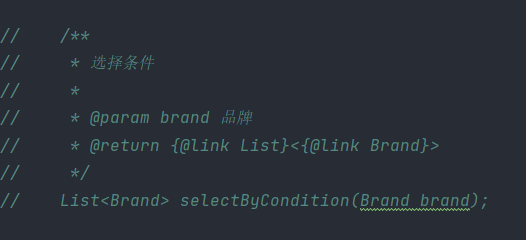 //    /**
//     * 选择条件
//     *
//     * @param brand 品牌
//     * @return {@link List}<{@link Brand}>
//     */
//    List<Brand> selectByCondition(Brand brand);